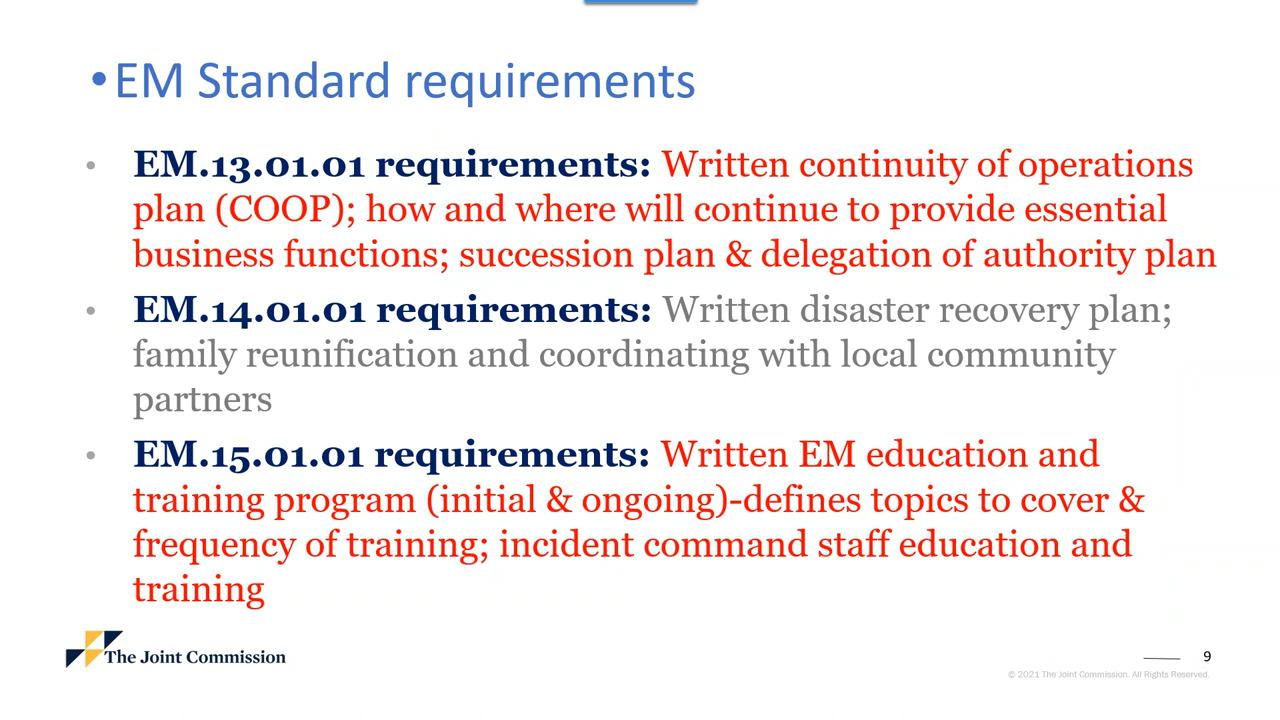 •EM Standard requirements
• EM.13.01.01 requirements: Written continuity of operations
plan (COOP); how and where will continue to provide essential
business functions; succession plan & delegation of authority plan
• EM.14.01.01 requirements: Written disaster recovery plan;
family reunification and coordinating with local community
partners
• EM.15.01.01 requirements: Written EM education and
training program (initial & ongoing)-defines topics to cover &
frequency of training; incident command staff education and
training
The Joint Commission
9
© 2021 The Joint Commission. All Rights Reserved.